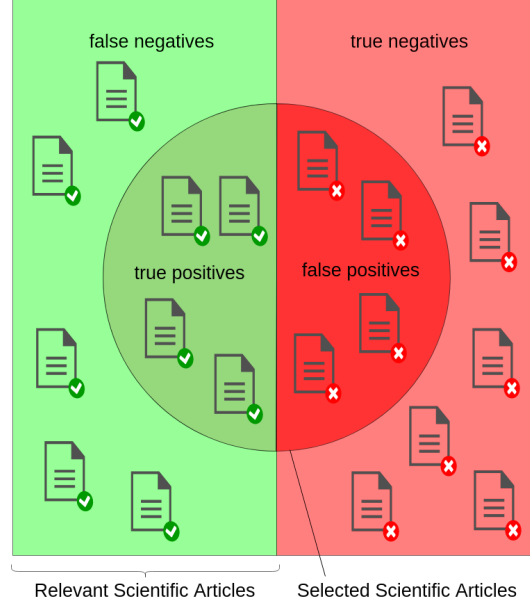 false negatives
true negatives
true positives
false positives
Relevant Scientific Articles
Selected Scientific Articles